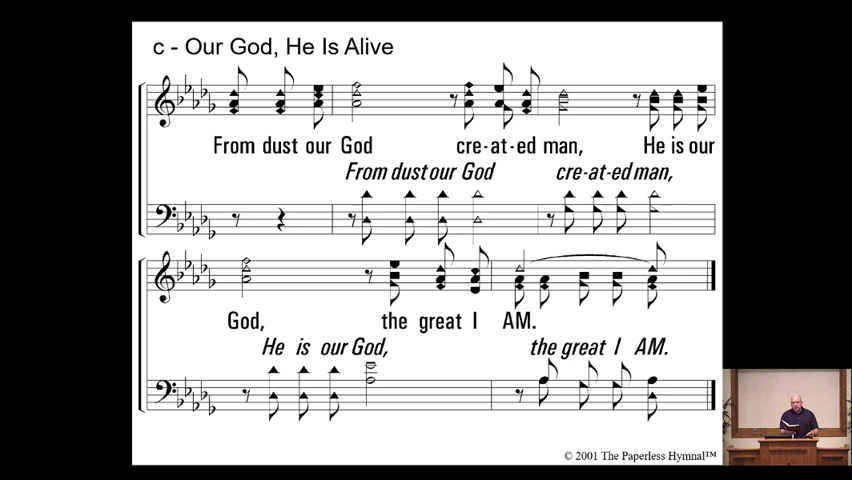 c - Our God, He Is Alive
From dust our God cre-at-ed man, He is our
From dust our God cre-at-ed man,
God, the great I AM.
He is our God, the great I AM.
© 2001 The Paperless Hymnal™